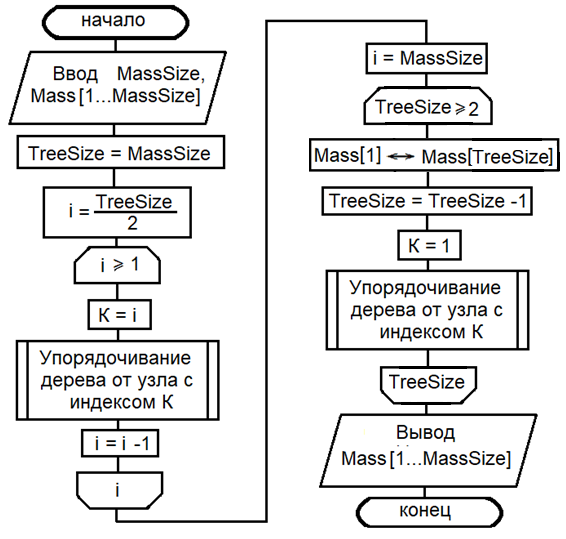 начало
Ввод MassSize,
Mass[1...MassSize]
TreeSize = MassSize
i = TreeSize
2
i ⩾ 1
К = i
Упорядочивание
дерева от узла с
индексом К
i = i -1
i
i = MassSize
TreeSize ⩾ 2
Mass[1] ↔ Mass[TreeSize]
TreeSize = TreeSize -1
К = 1
Упорядочивание
дерева от узла с
индексом К
TreeSize
Вывод
Mass[1...MassSize]
конец